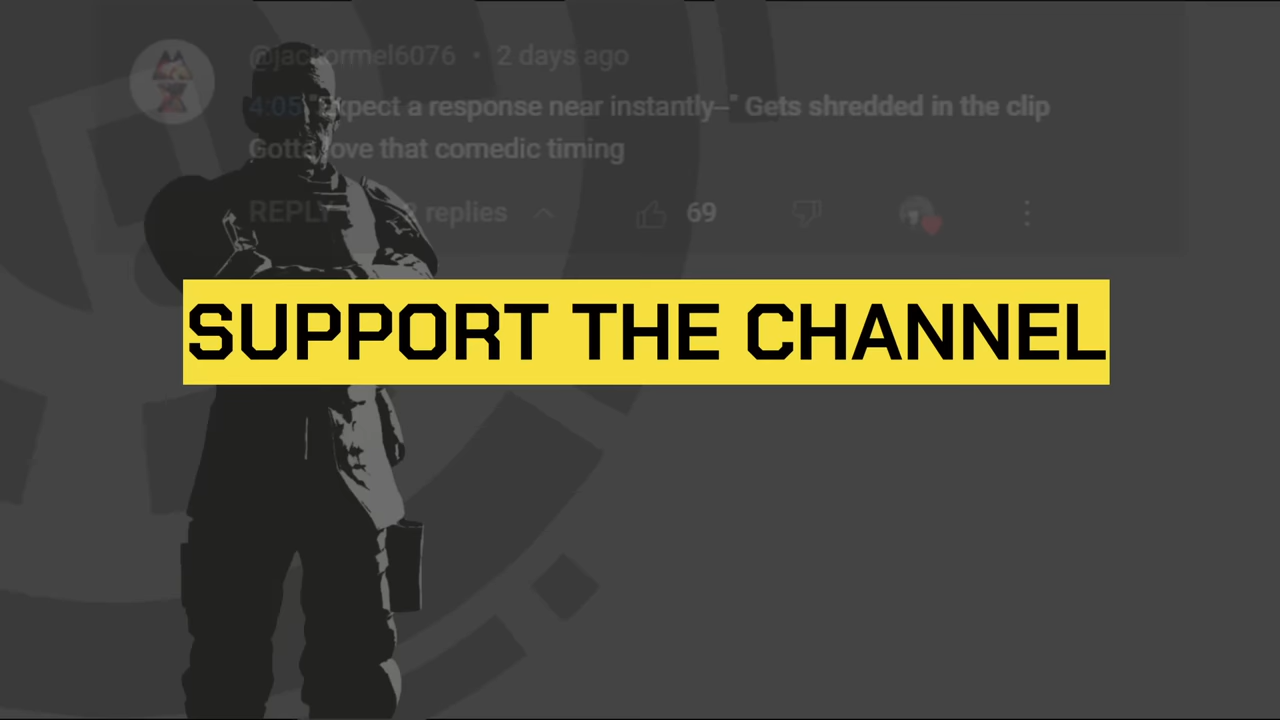 @jackormel6076 • 2 days ago
4:05 "Expect a response near instantly–" Gets shredded in the clip
Gotta love that comedic timing
REPLY replies 69
SUPPORT THE CHANNEL